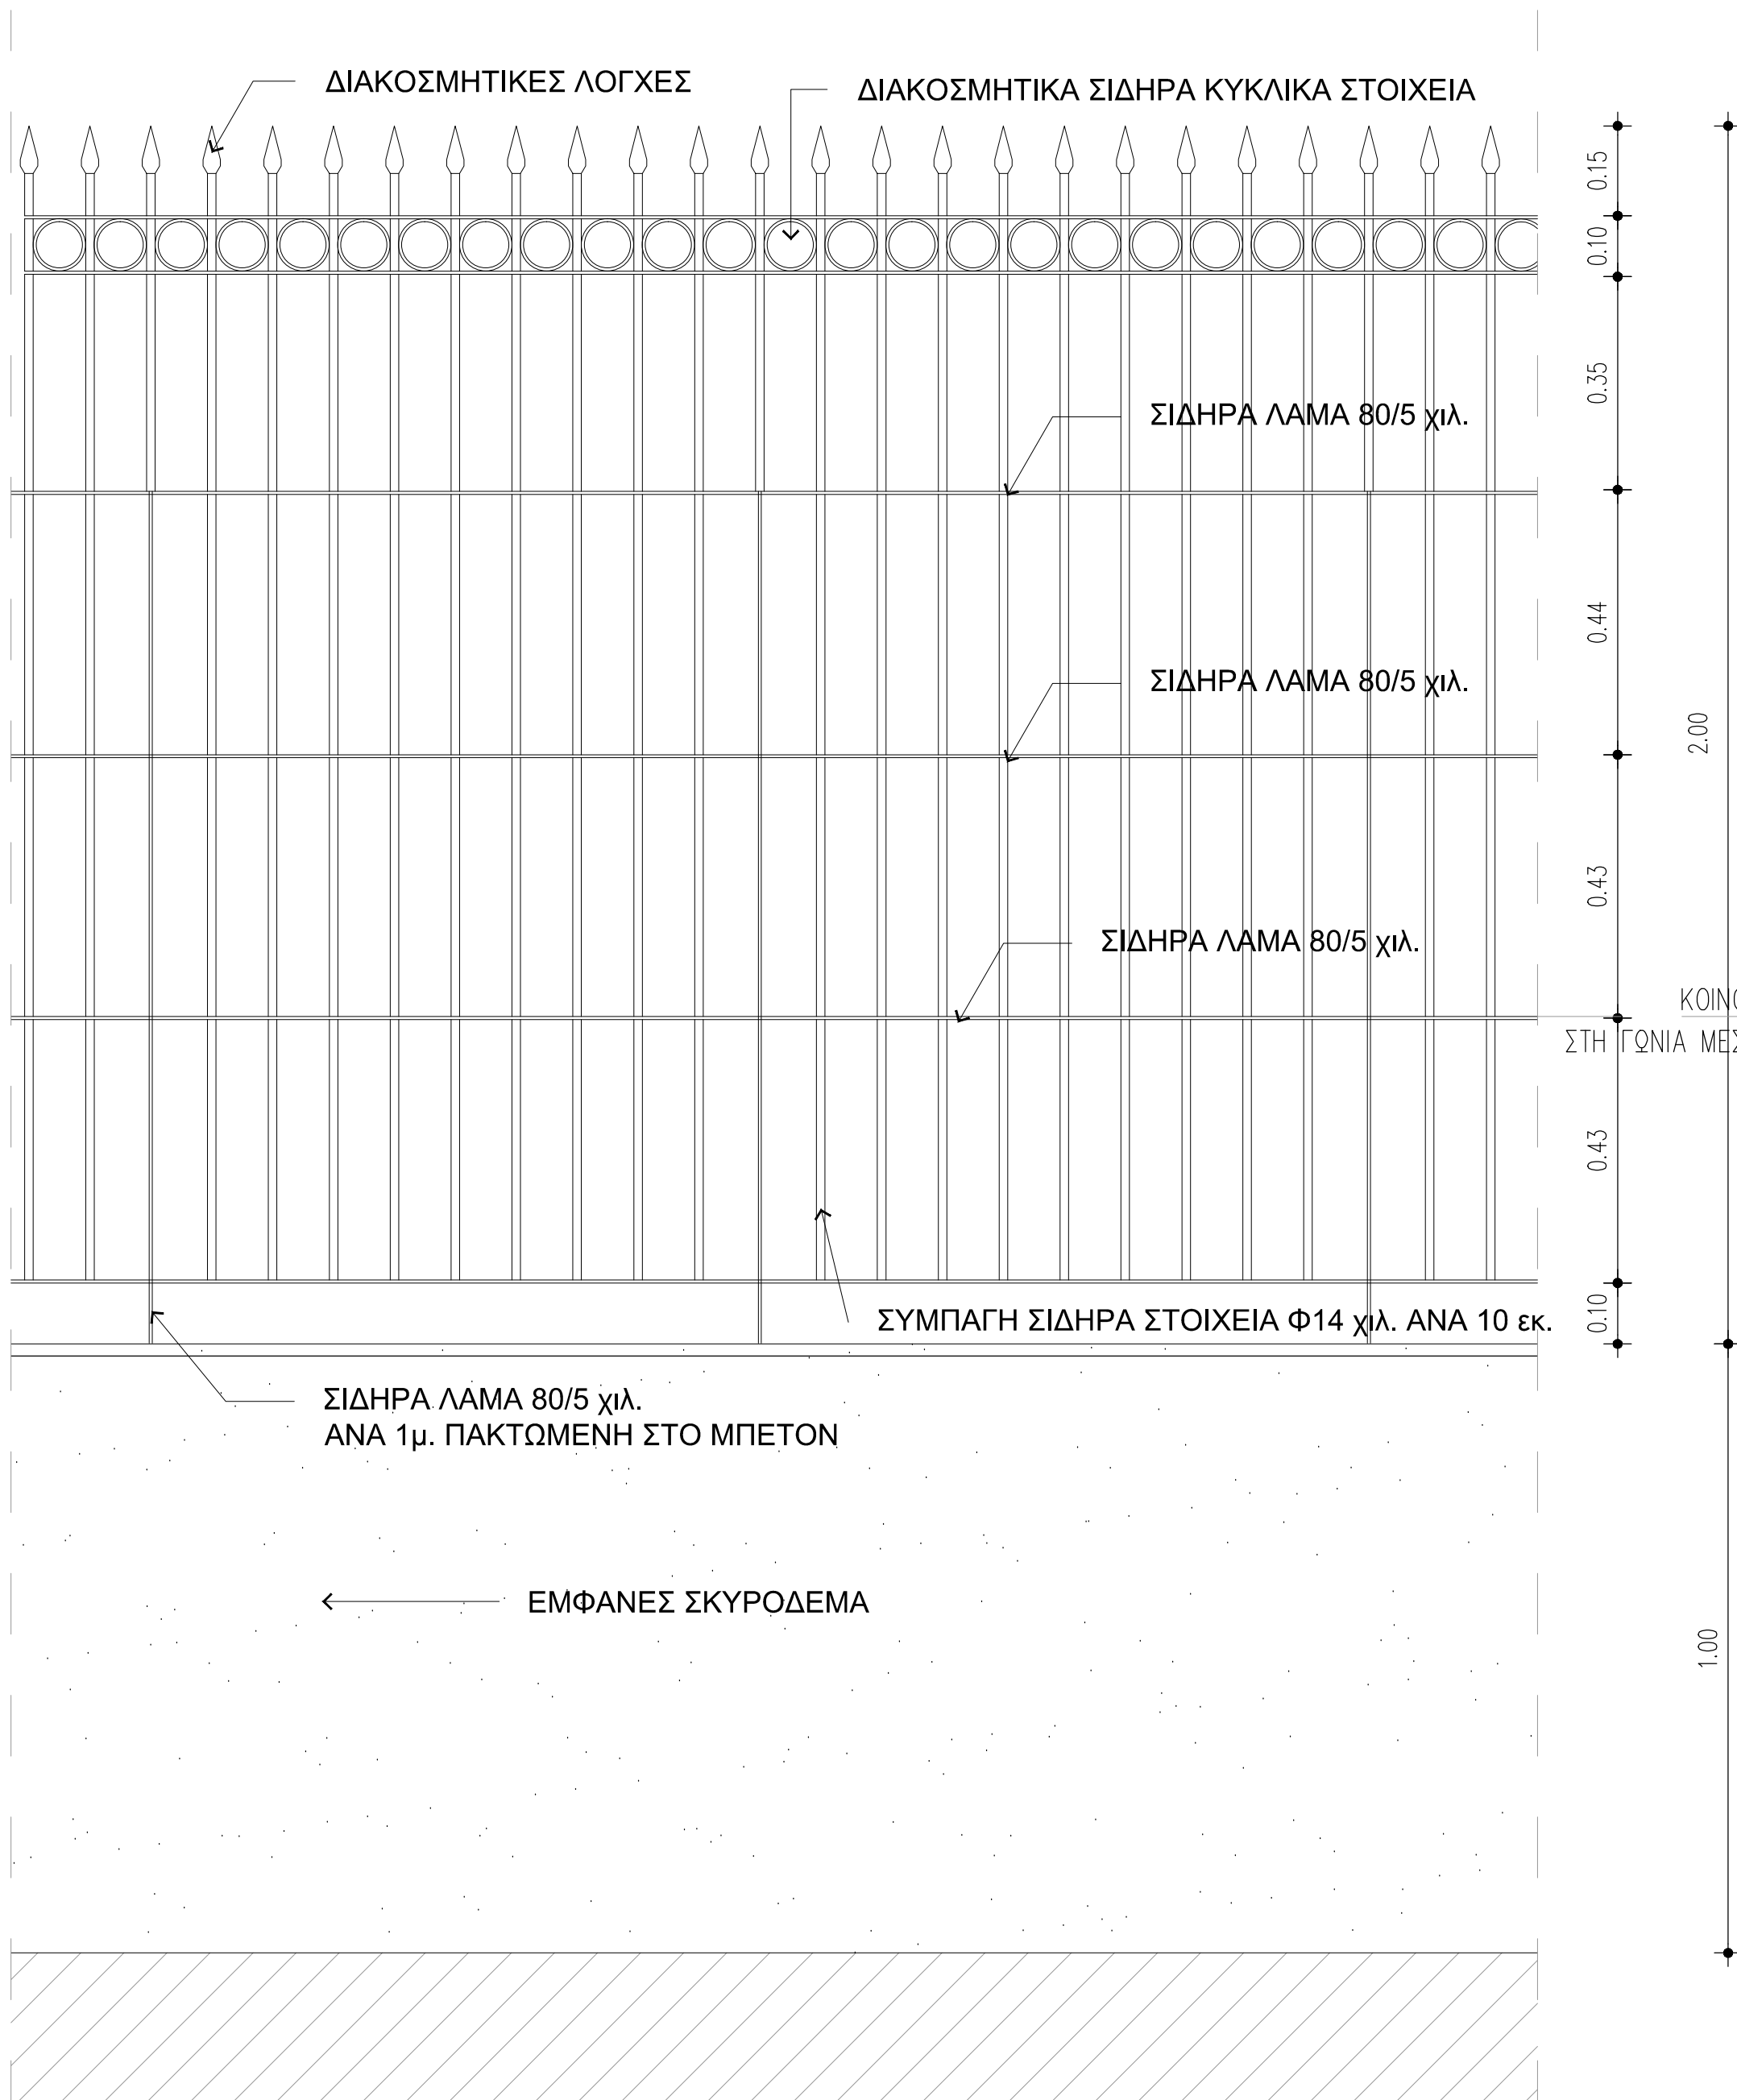 ΔΙΑΚΟΣΜΗΤΙΚΕΣ ΛΟΓΧΕΣ
ΔΙΑΚΟΣΜΗΤΙΚΑ ΣΙΔΗΡΑ ΚΥΚΛΙΚΑ ΣΤΟΙΧΕΙΑ
0.15
0.10
0.35
ΣΙΔΗΡΑ ΛΑΜΑ 80/5 χιλ.
0.44
ΣΙΔΗΡΑ ΛΑΜΑ 80/5 χιλ.
2.00
0.43
ΣΙΔΗΡΑ ΛΑΜΑ 80/5 χιλ.
ΣΤΗ ΓΩΝΙΑ
0.43
0.10
ΣΥΜΠΑΓΗ ΣΙΔΗΡΑ ΣΤΟΙΧΕΙΑ Φ14 χιλ. ΑΝΑ 10 εκ.
ΣΙΔΗΡΑ ΛΑΜΑ 80/5 χιλ.
ΑΝΑ 1μ. ΠΑΚΤΩΜΕΝΗ ΣΤΟ ΜΠΕΤΟΝ
ΕΜΦΑΝΕΣ ΣΚΥΡΟΔΕΜΑ
1.00